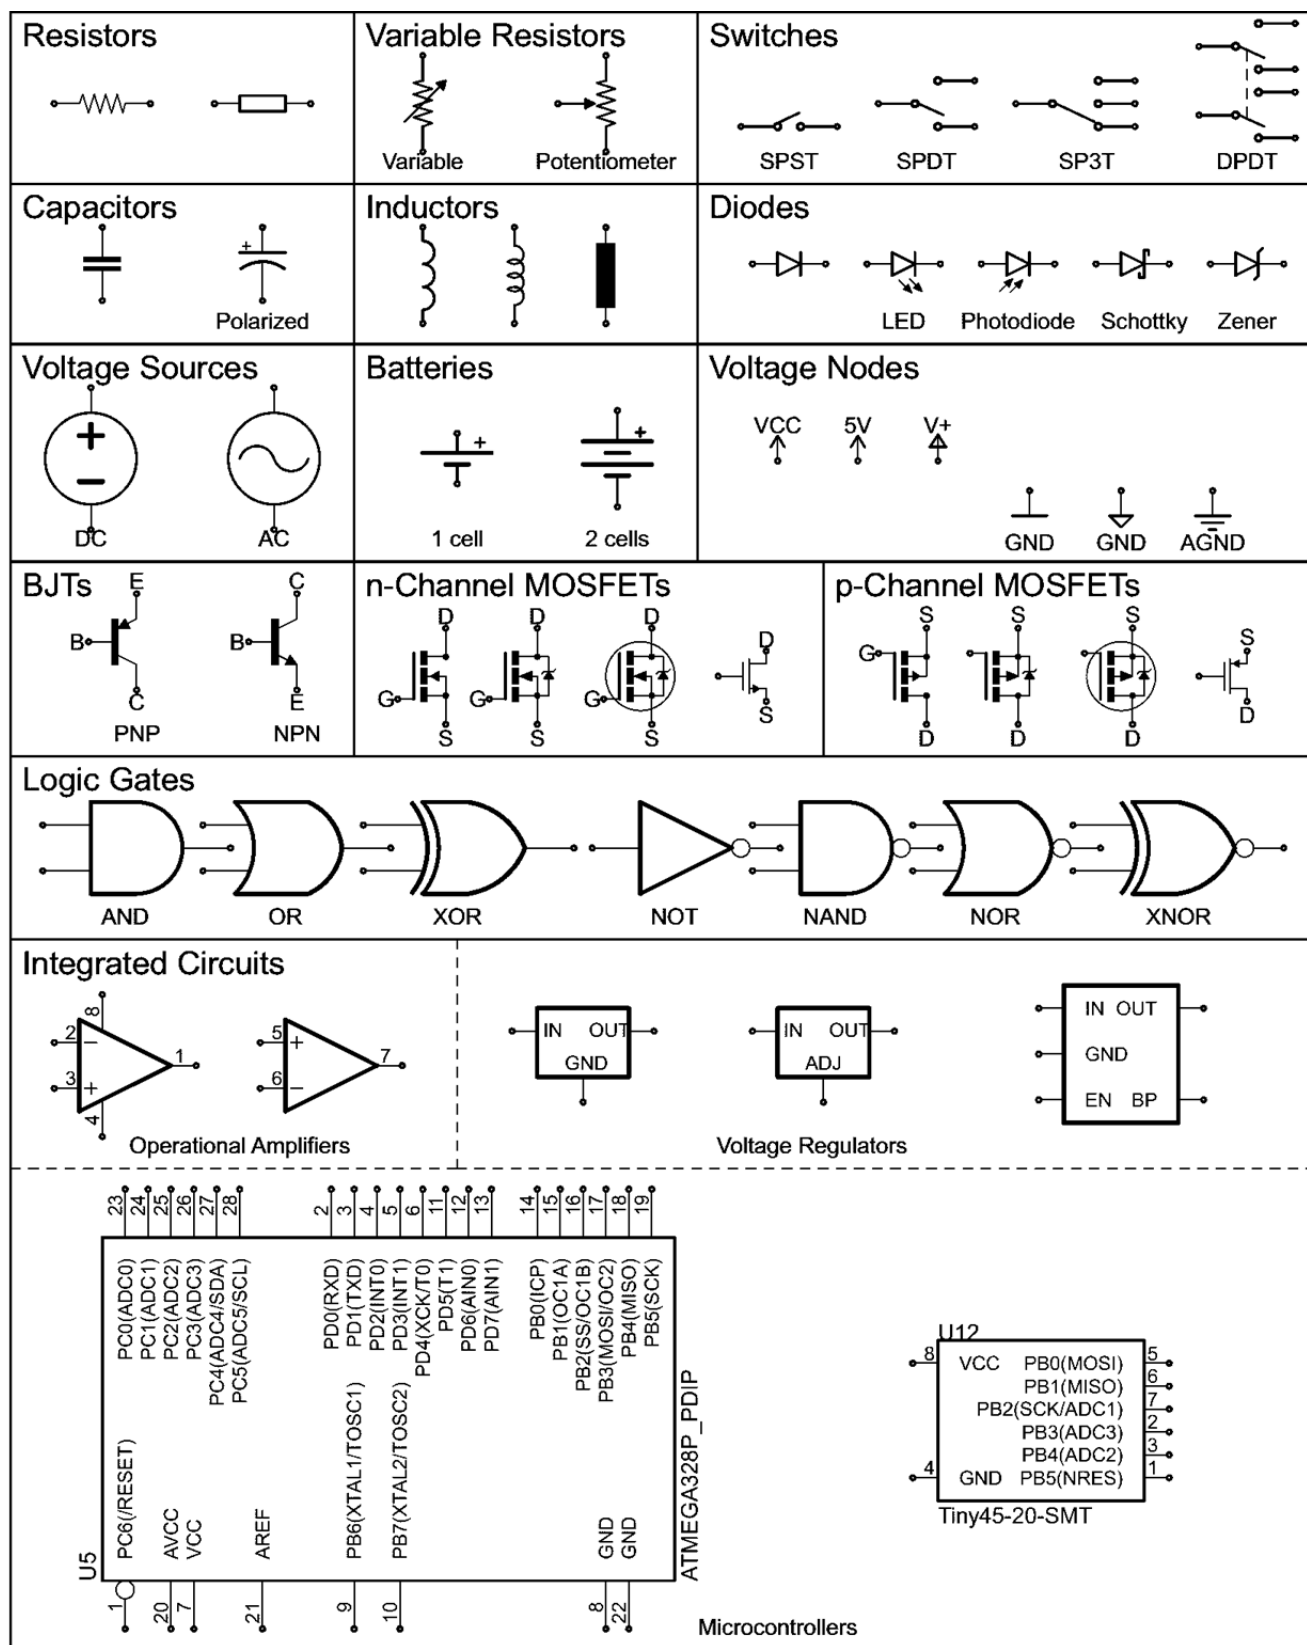 Resistors
Variable Resistors
Variable
Potentiometer
Switches
SPST
SPDT
SP3T
DPDT
Capacitors
+
Polarized
Inductors
Diodes
LED
Photodiode
Schottky
Zener
Voltage Sources
+
−
DC
AC
Batteries
+
1 cell
+
2 cells
Voltage Nodes
VCC
5V
V+
GND
GND
AGND
BJTs
E
B
C
PNP
C
B
E
NPN
n-Channel MOSFETs
D
G
S
D
G
S
D
G
S
D
S
p-Channel MOSFETs
S
G
D
S
D
S
D
S
D
Logic Gates
AND
OR
XOR
NOT
NAND
NOR
XNOR
Integrated Circuits
8
2
−
1
3
+
4
5
+
7
6
−
Operational Amplifiers
IN OUT
GND
IN OUT
ADJ
IN OUT
GND
EN BP
Voltage Regulators
23
24
25
26
27
28
2
3
4
5
6
11
12
13
14
15
16
17
18
19
PC0(ADC0)
PC1(ADC1)
PC2(ADC2)
PC3(ADC3)
PC4(ADC4/SDA)
PC5(ADC5/SCL)
PD0(RXD)
PD1(TXD)
PD2(INT0)
PD3(INT1)
PD4(XCK/T0)
PD5(T1)
PD6(AIN0)
PD7(AIN1)
PB0(ICP)
PB1(OC1A)
PB2(SS/OC1B)
PB3(MOSI/OC2)
PB4(MISO)
PB5(SCK)
PC6(/RESET)
AVCC
VCC
AREF
PB6(XTAL1/TOSC1)
PB7(XTAL2/TOSC2)
GND
GND
U5
ATMEGA328P_PDIP
1
20
7
21
9
10
8
22
U12
8 VCC PB0(MOSI) 5
PB1(MISO) 6
PB2(SCK/ADC1) 7
PB3(ADC3) 2
PB4(ADC2) 3
4 GND PB5(NRES) 1
Tiny45-20-SMT
Microcontrollers